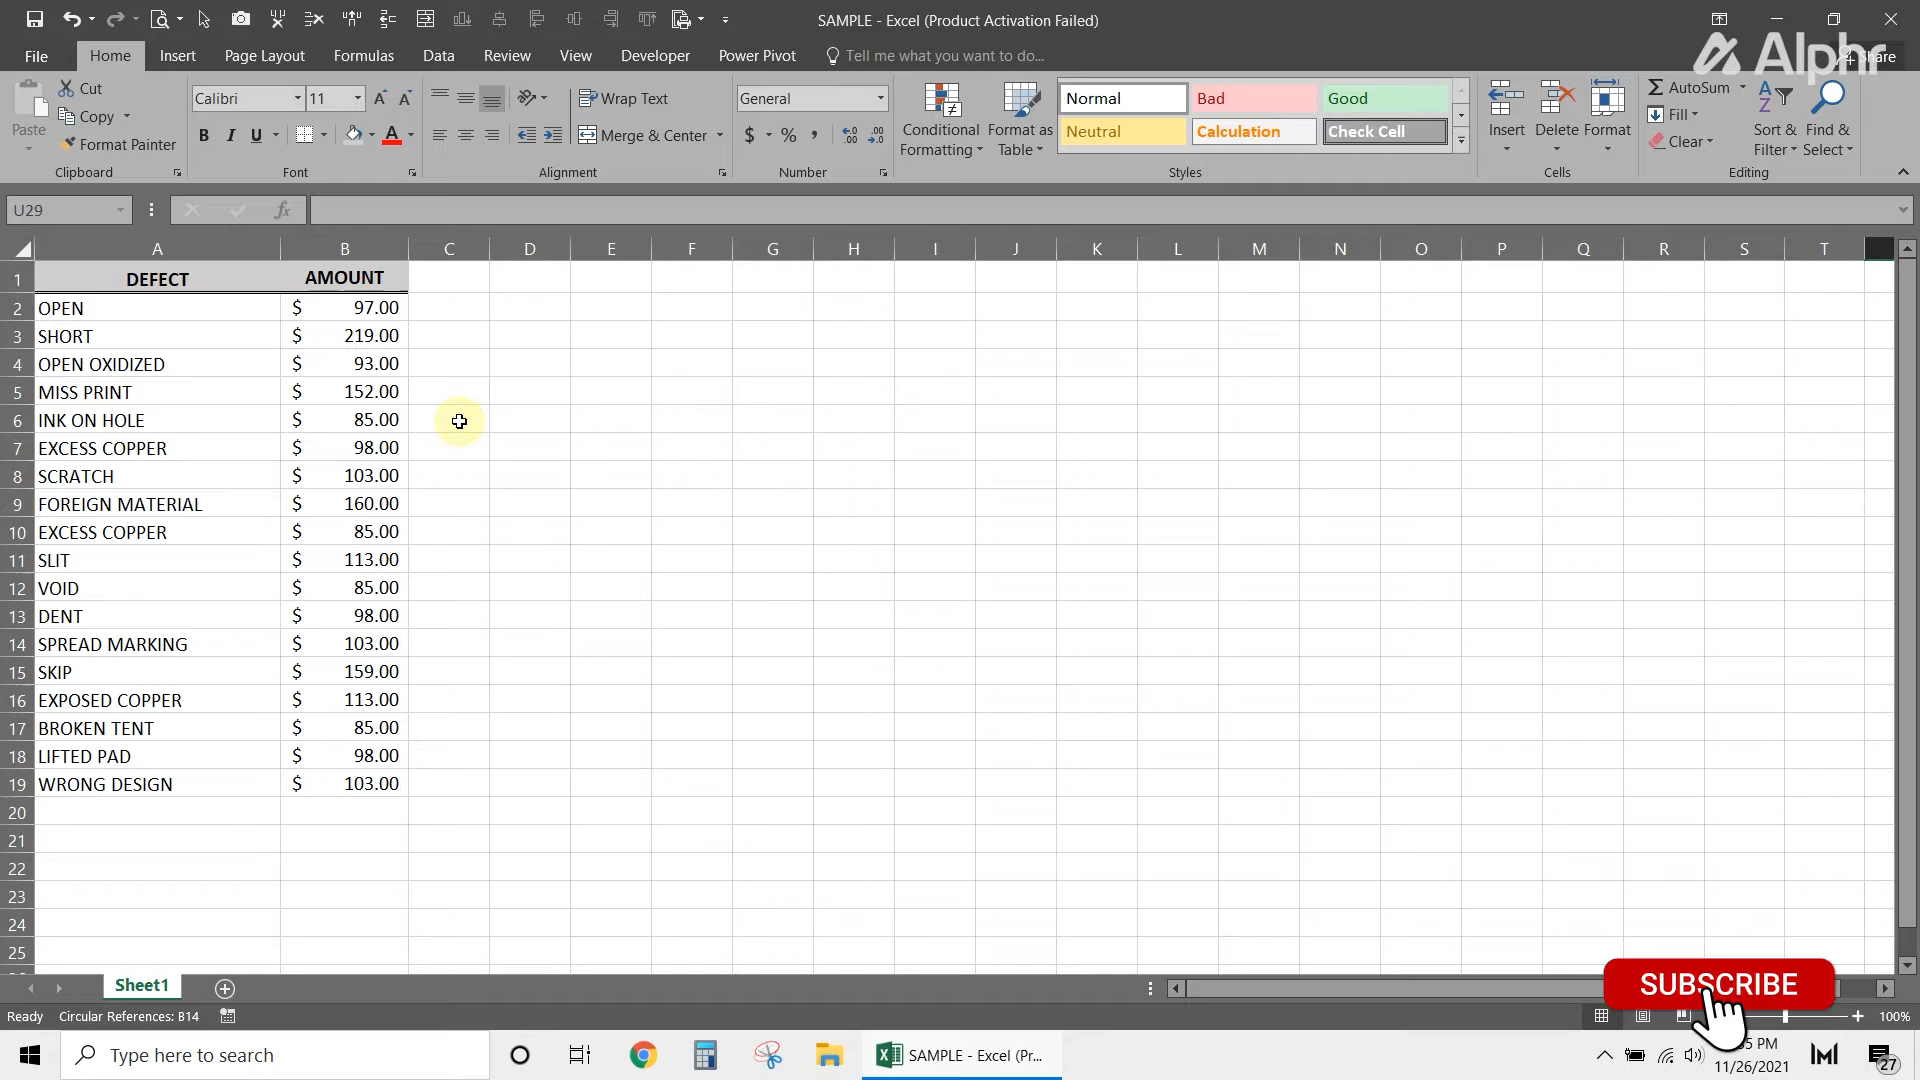 SAMPLE - Excel (Product Activation Failed)
Alphr
File Home Insert Page Layout Formulas Data Review View Developer Power Pivot Tell me what you want to do... Share
Paste
Cut
Copy
Format Painter
Clipboard
Calibri 11
B I U
Font
Wrap Text
Merge & Center
Alignment
General
$ % ,
Number
Conditional Formatting
Format as Table
Normal Bad Good
Neutral Calculation Check Cell
Styles
Insert Delete Format
Cells
AutoSum
Fill
Clear
Sort & Filter
Find & Select
Editing
U29 fx
A B C D E F G H I J K L M N O P Q R S T
1 DEFECT AMOUNT
2 OPEN $ 97.00
3 SHORT $ 219.00
4 OPEN OXIDIZED $ 93.00
5 MISS PRINT $ 152.00
6 INK ON HOLE $ 85.00
7 EXCESS COPPER $ 98.00
8 SCRATCH $ 103.00
9 FOREIGN MATERIAL $ 160.00
10 EXCESS COPPER $ 85.00
11 SLIT $ 113.00
12 VOID $ 85.00
13 DENT $ 98.00
14 SPREAD MARKING $ 103.00
15 SKIP $ 159.00
16 EXPOSED COPPER $ 113.00
17 BROKEN TENT $ 85.00
18 LIFTED PAD $ 98.00
19 WRONG DESIGN $ 103.00
20
21
22
23
24
25
Sheet1
SUBSCRIBE
Ready Circular References: B14 100%
Type here to search
SAMPLE - Excel (Pr...
PM
11/26/2021
27